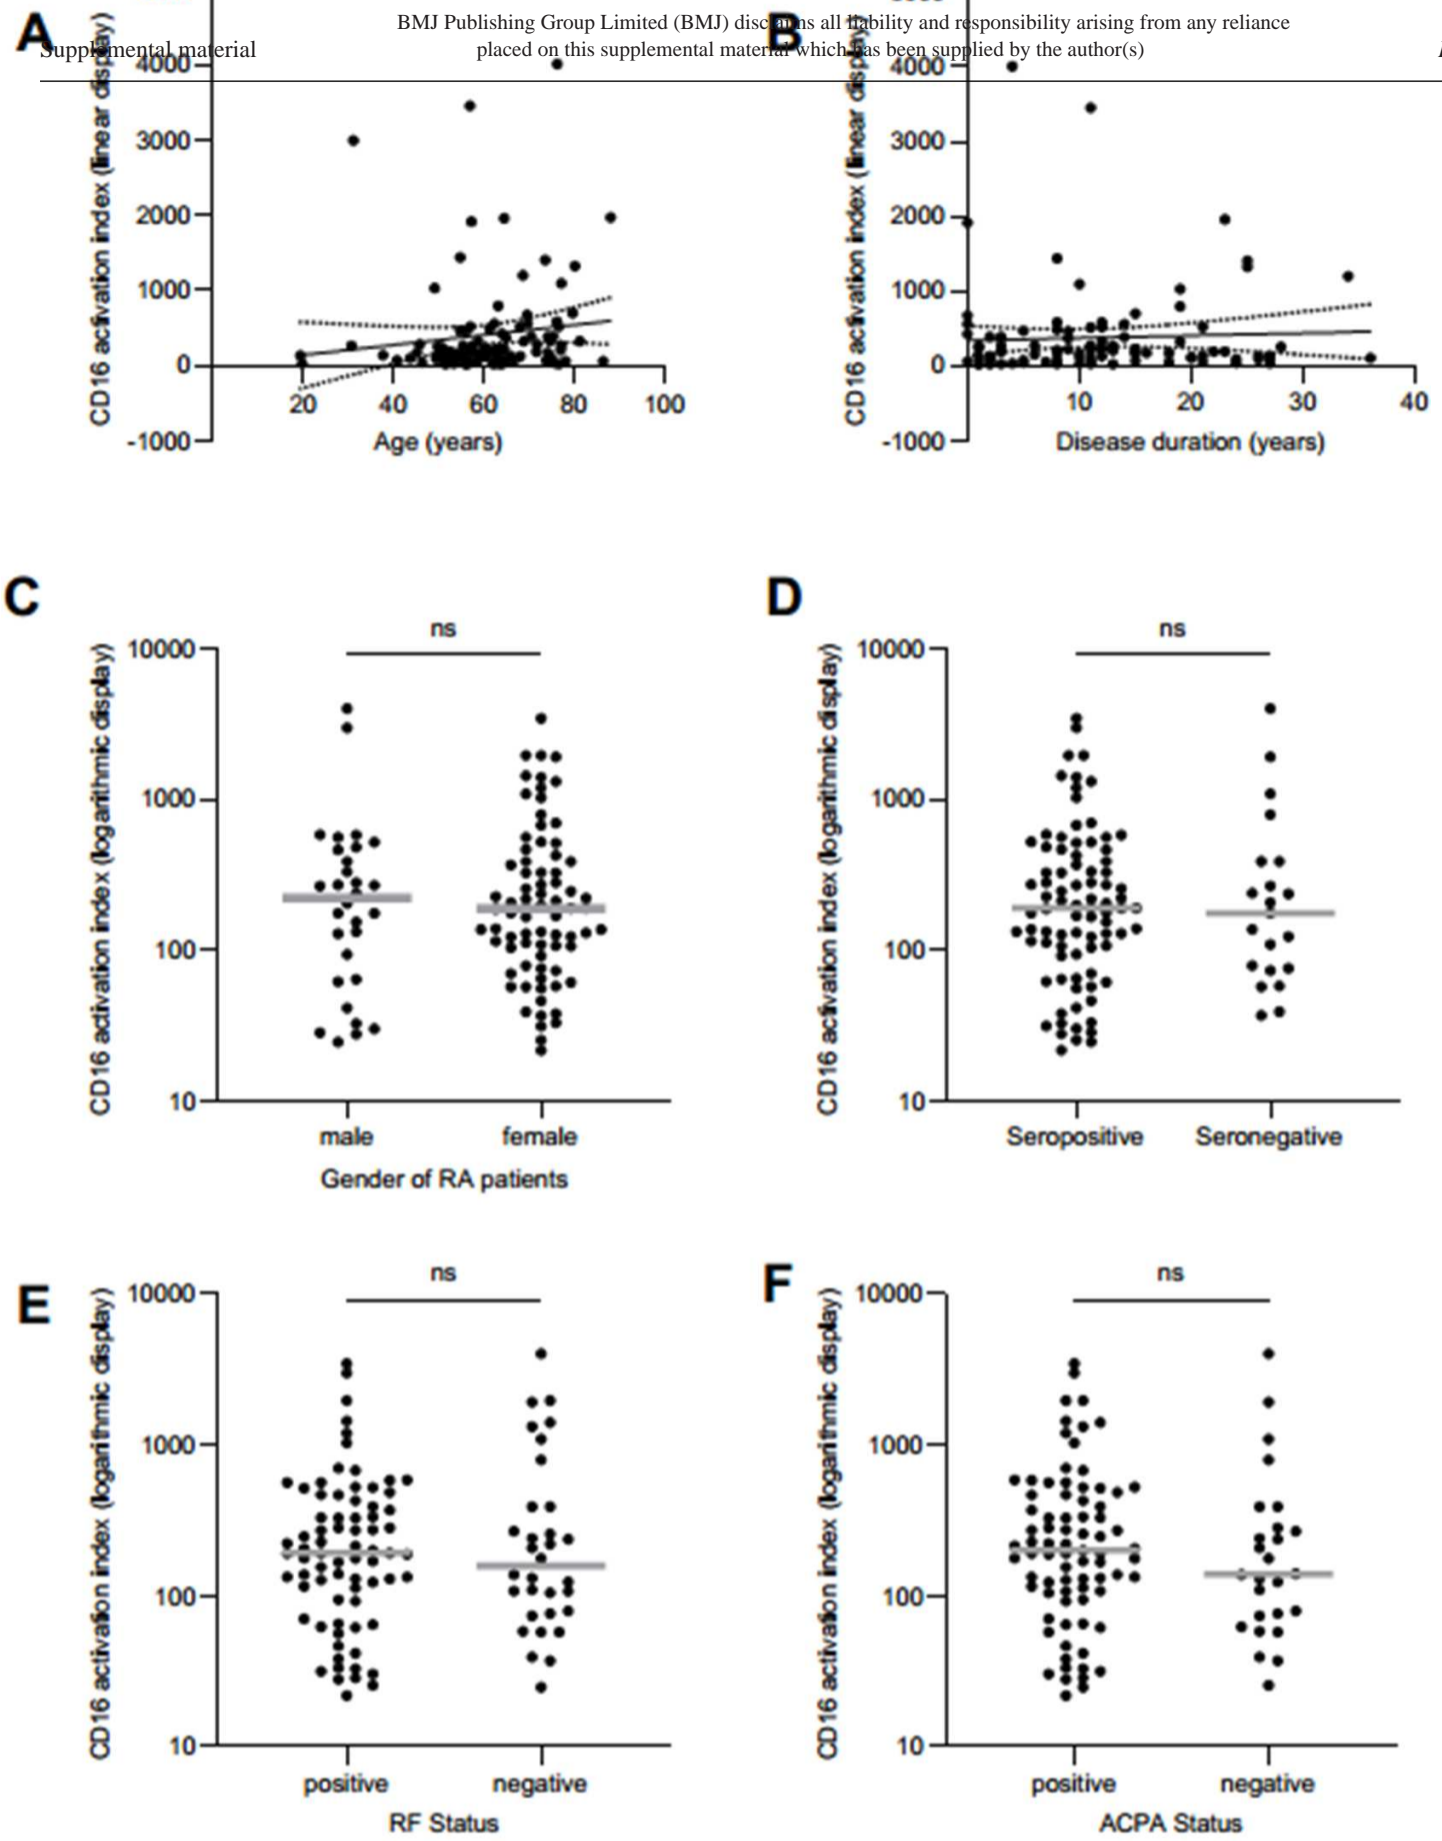 BMJ Publishing Group Limited (BMJ) disclaims all liability and responsibility arising from any reliance
Supplemental material placed on this supplemental material which has been supplied by the author(s)
A
CD16 activation index (linear display)
4000
3000
2000
1000
0
-1000
20 40 60 80 100
Age (years)
B
CD16 activation index (linear display)
4000
3000
2000
1000
0
-1000
10 20 30 40
Disease duration (years)
C
ns
CD16 activation index (logarithmic display)
10000
1000
100
10
male female
Gender of RA patients
D
ns
CD16 activation index (logarithmic display)
10000
1000
100
10
Seropositive Seronegative
E
ns
CD16 activation index (logarithmic display)
10000
1000
100
10
positive negative
RF Status
F
ns
CD16 activation index (logarithmic display)
10000
1000
100
10
positive negative
ACPA Status